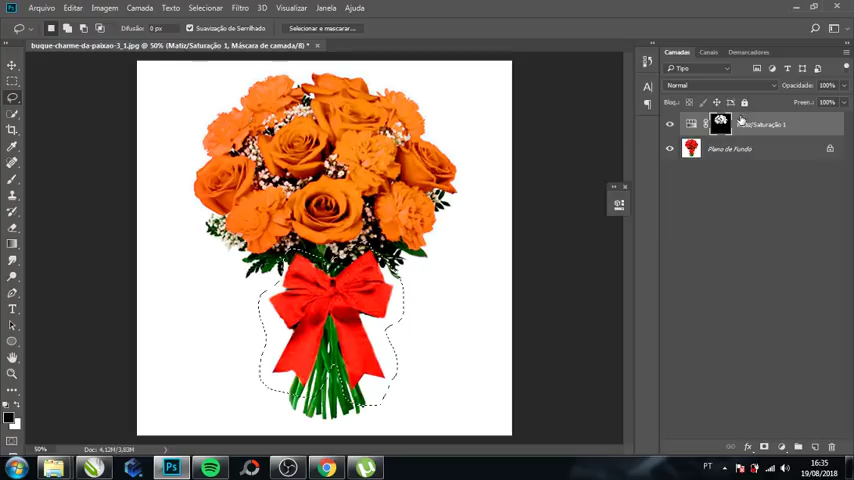 Arquivo Editar Imagem Camada Texto Selecionar Filtro 3D Visualizar Janela Ajuda
Difusão: 0 px Suavização de Serrilhado Selecionar e mascarar...
buque-charme-da-paixao-3_1.jpg @ 50% (Matiz/Saturação 1, Máscara de camada/8) * ×
Camadas Canais Demarcadores
Tipo
Normal Opacidade: 100%
Bloq.: Preen.: 100%
Matiz/Saturação 1
Plano de Fundo
50% Doc: 4,12M/3,83M
Ps PT 16:35
19/08/2018